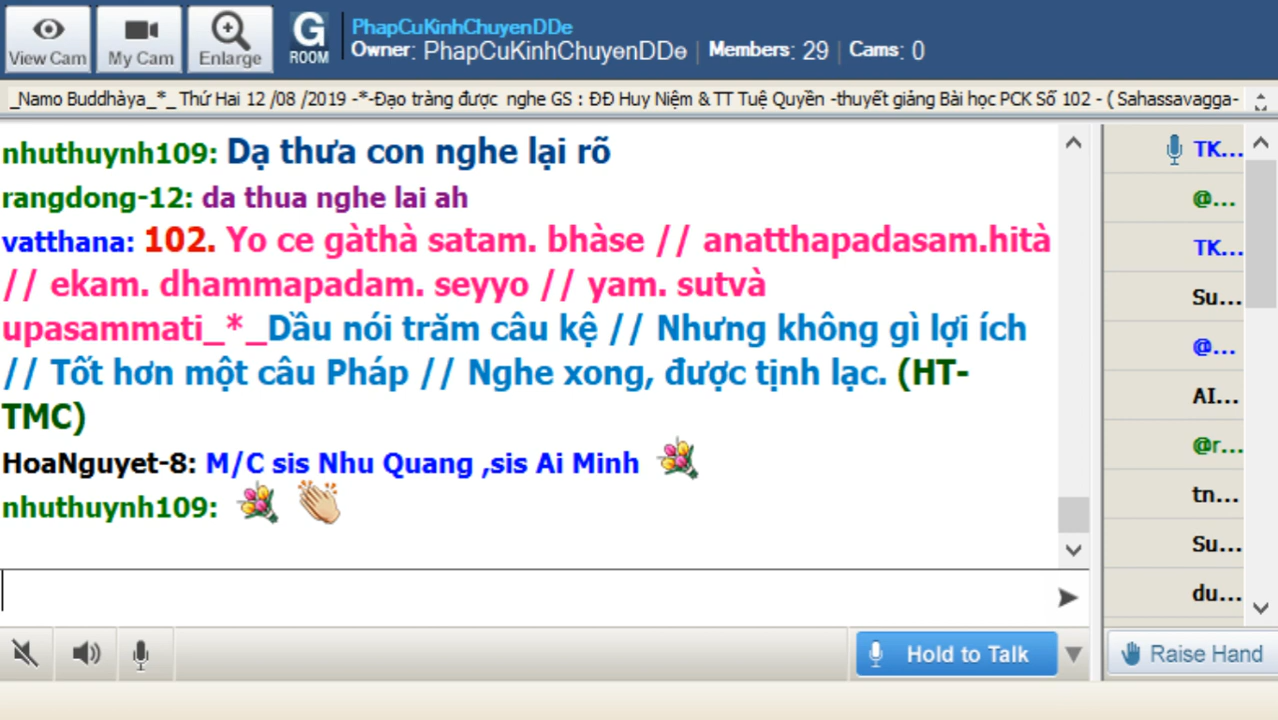 View Cam
My Cam
Enlarge
G
ROOM
PhapCuKinhChuyenDDe
Owner: PhapCuKinhChuyenDDe | Members: 29 | Cams: 0
_Namo Buddhàya_*_ Thứ Hai 12 /08 /2019 -*-Đạo tràng được nghe GS : ĐĐ Huy Niệm & TT Tuệ Quyền -thuyết giảng Bài học PCK Số 102 - ( Sahassavagga-
nhuthuynh109: Dạ thưa con nghe lại rõ
rangdong-12: da thua nghe lai ah
vatthana: 102. Yo ce gàthà satam. bhàse // anatthapadasam.hità
// ekam. dhammapadam. seyyo // yam. sutvà
upasammati_*_Dầu nói trăm câu kệ // Nhưng không gì lợi ích
// Tốt hơn một câu Pháp // Nghe xong, được tịnh lạc. (HT-
TMC)
HoaNguyet-8: M/C sis Nhu Quang ,sis Ai Minh
nhuthuynh109:
TK...
@...
TK...
Su...
@...
AI...
@r...
tn...
Su...
du...
Hold to Talk
Raise Hand